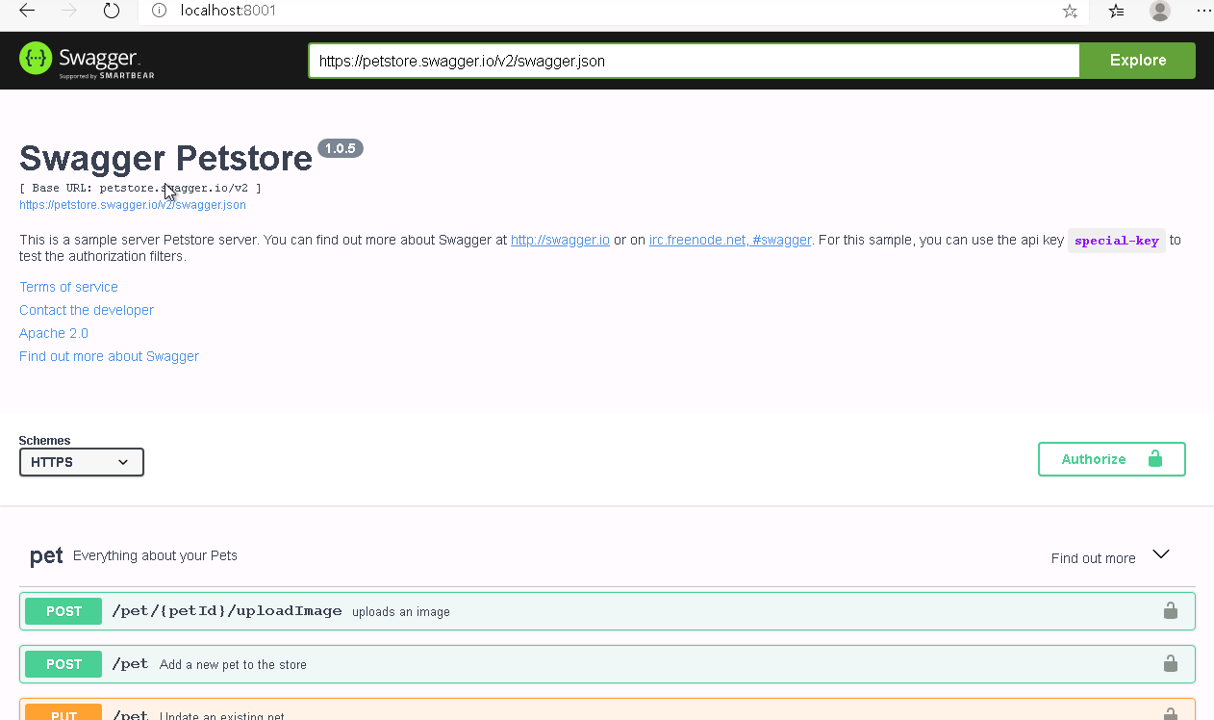 localhost:8001
Swagger
Supported by SMARTBEAR
https://petstore.swagger.io/v2/swagger.json
Explore
Swagger Petstore 1.0.5
[ Base URL: petstore.swagger.io/v2 ]
https://petstore.swagger.io/v2/swagger.json
This is a sample server Petstore server. You can find out more about Swagger at http://swagger.io or on irc.freenode.net, #swagger. For this sample, you can use the api key special-key to
test the authorization filters.
Terms of service
Contact the developer
Apache 2.0
Find out more about Swagger
Schemes
HTTPS
Authorize
pet Everything about your Pets
Find out more
POST /pet/{petId}/uploadImage uploads an image
POST /pet Add a new pet to the store
PUT /pet Update an existing pet